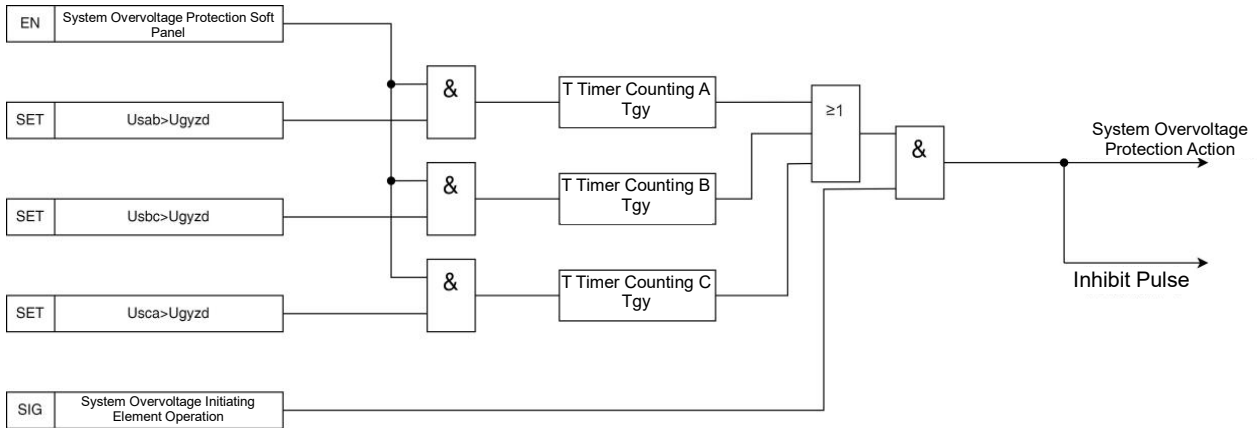 EN
System Overvoltage Protection Soft
Panel
SET
Usab>Ugyzd
SET
Usbc>Ugyzd
SET
Usca>Ugyzd
SIG
System Overvoltage Initiating
Element Operation
&
&
&
T Timer Counting A
Tgy
T Timer Counting B
Tgy
T Timer Counting C
Tgy
≥1
&
System Overvoltage
Protection Action
Inhibit Pulse